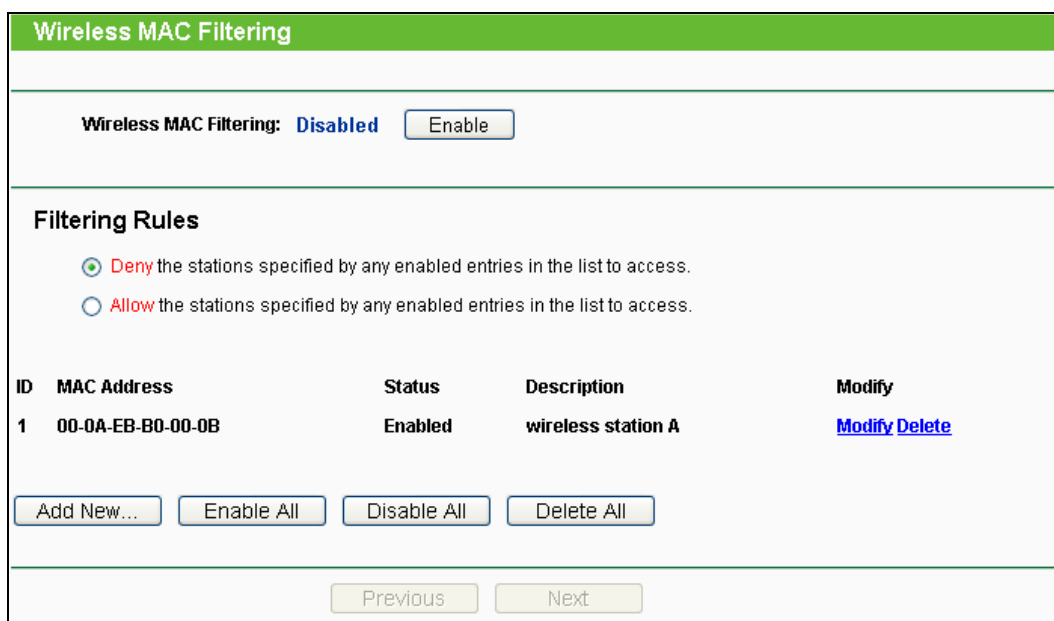 Wireless MAC Filtering
Wireless MAC Filtering: Disabled Enable
Filtering Rules
Deny the stations specified by any enabled entries in the list to access.
Allow the stations specified by any enabled entries in the list to access.
ID MAC Address Status Description Modify
1 00-0A-EB-B0-00-0B Enabled wireless station A Modify Delete
Add New... Enable All Disable All Delete All
Previous Next